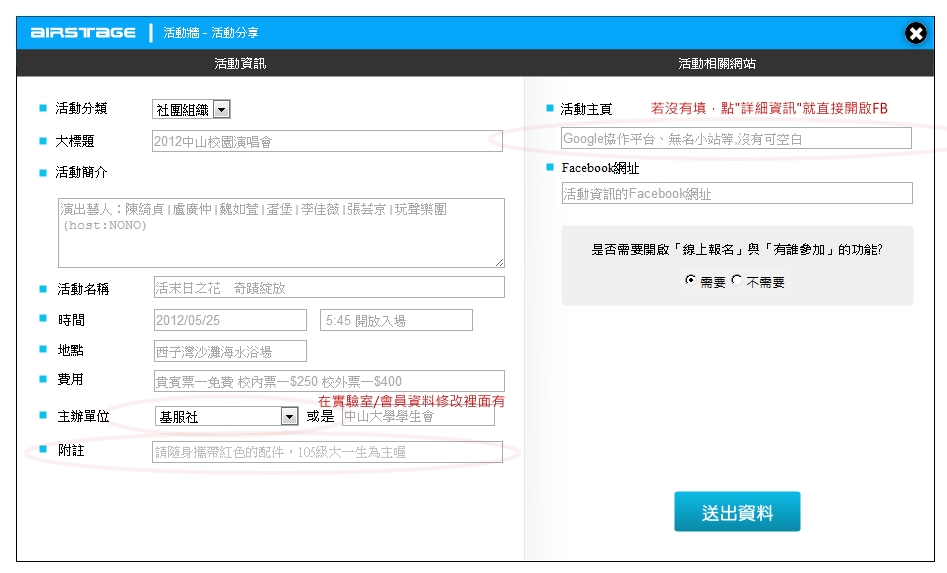 AIRSTAGE | 活動牆 - 活動分享
活動資訊
活動相關網站
活動分類 社團組織
大標題 2012中山校園演唱會
活動簡介
演出藝人：陳綺貞|盧廣仲|魏如萱|蛋堡|李佳薇|張芸京|玩聲樂團
(host:NONO)
活動名稱 活末日之花 奇蹟綻放
時間 2012/05/25 5:45 開放入場
地點 西子灣沙灘海水浴場
費用 貴賓票—免費 校內票—$250 校外票—$400
在實驗室/會員資料修改裡面有
主辦單位 基服社 或是 中山大學學生會
附註 請隨身攜帶紅色的配件，105級大一生為主喔
活動主頁 若沒有填，點"詳細資訊"就直接開啟FB
Google協作平台、無名小站等,沒有可空白
Facebook網址
活動資訊的Facebook網址
是否需要開啟「線上報名」與「有誰參加」的功能?
需要 不需要
送出資料